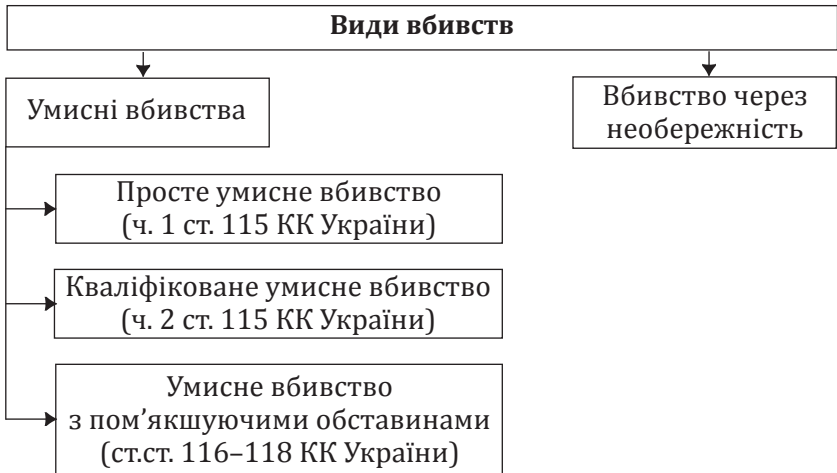 Види вбивств
Умисні вбивства
Вбивство через
необережність
Просте умисне вбивство
(ч. 1 ст. 115 КК України)
Кваліфіковане умисне вбивство
(ч. 2 ст. 115 КК України)
Умисне вбивство
з пом’якшуючими обставинами
(ст.ст. 116–118 КК України)